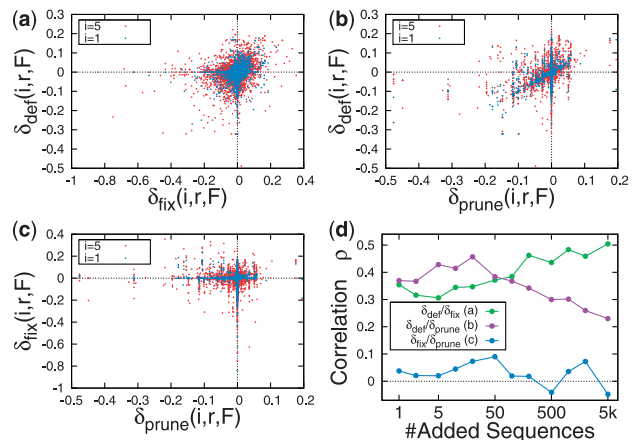 (a)
i=5
i=1
0.4
0.3
0.2
0.1
0
-0.1
-0.2
-0.3
-0.4
-0.5
δdef(i,r,F)
-1 -0.8 -0.6 -0.4 -0.2 0 0.2 0.4
δfix(i,r,F)
(b)
i=5
i=1
0.4
0.3
0.2
0.1
0
-0.1
-0.2
-0.3
-0.4
-0.5
δdef(i,r,F)
-0.5 -0.4 -0.3 -0.2 -0.1 0 0.1 0.2
δprune(i,r,F)
(c)
i=5
i=1
0.4
0.2
0
-0.2
-0.4
-0.6
-0.8
-1
δfix(i,r,F)
-0.5 -0.4 -0.3 -0.2 -0.1 0 0.1 0.2
δprune(i,r,F)
(d)
0.5
0.4
0.3
0.2
0.1
0
Correlation ρ
δdef/δfix (a)
δdef/δprune (b)
δfix/δprune (c)
1 5 50 500 5k
#Added Sequences